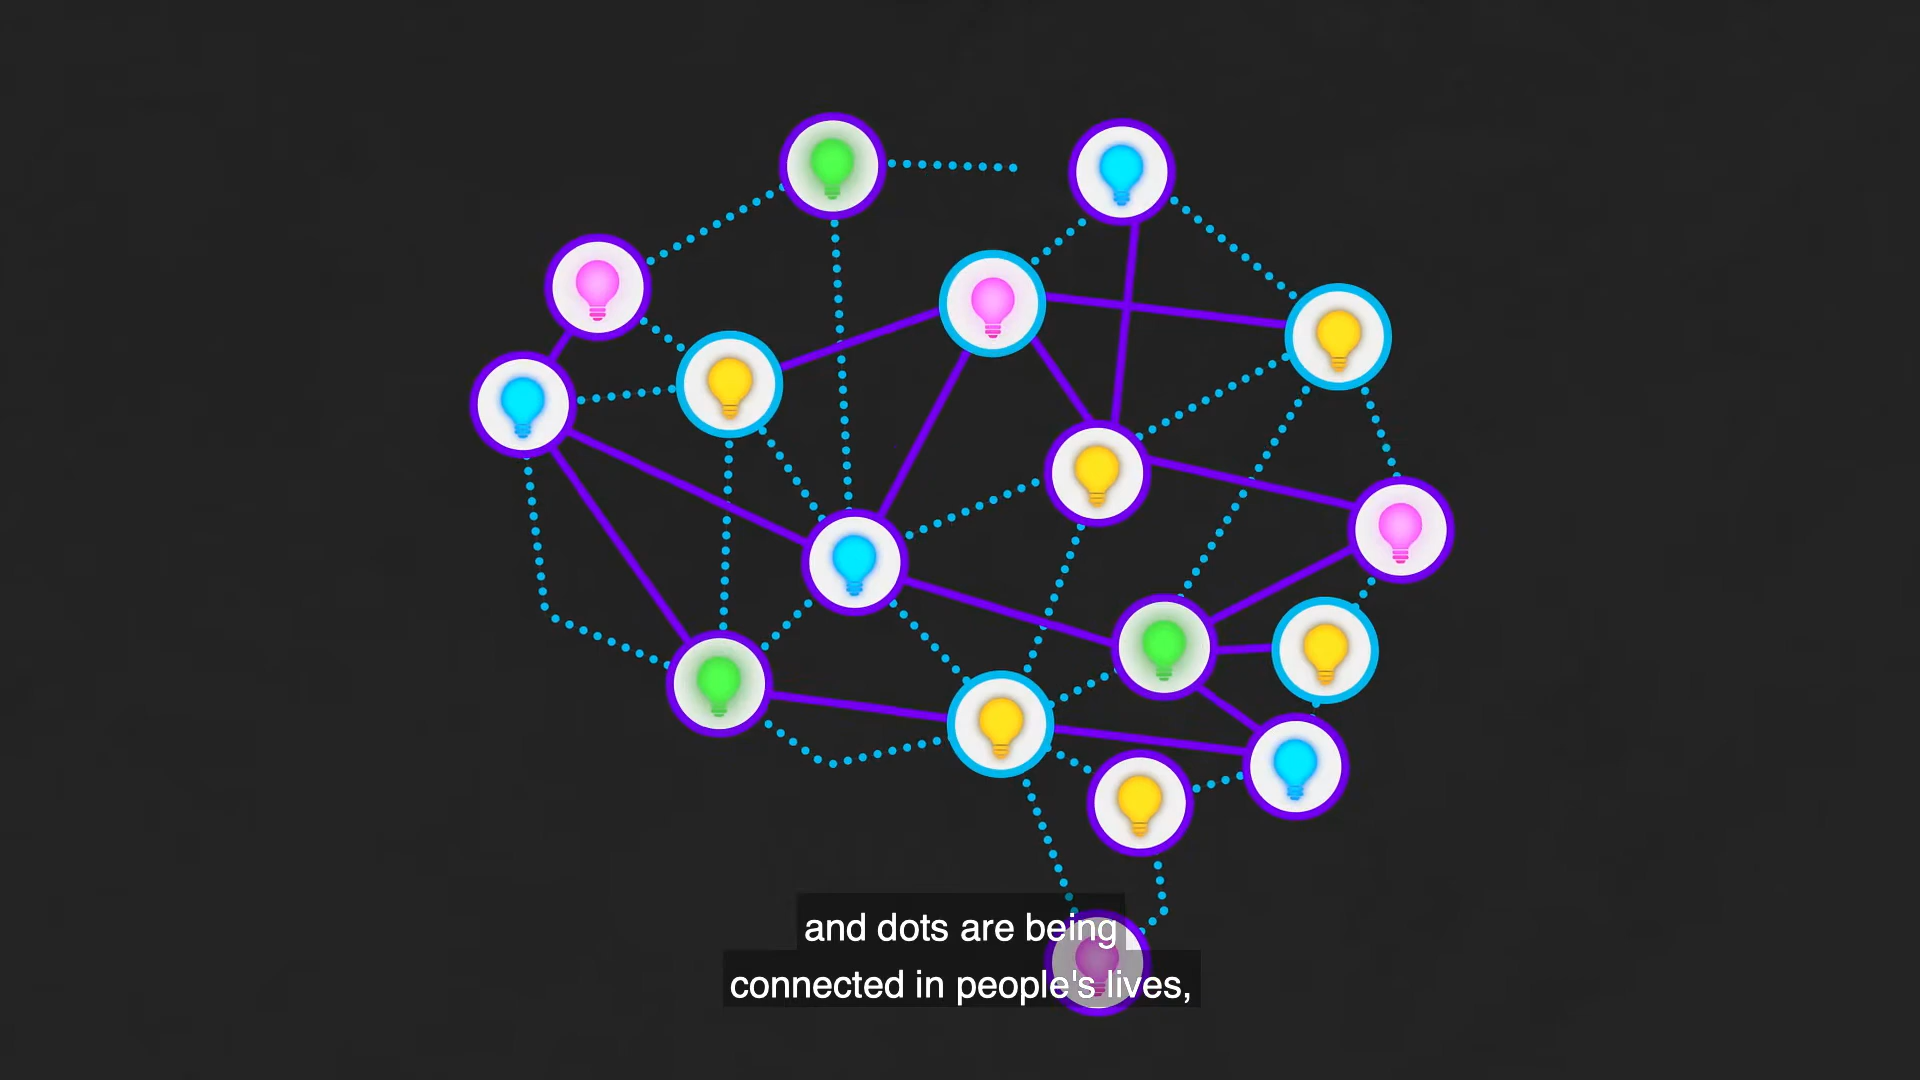 and dots are being
connected in people's lives,